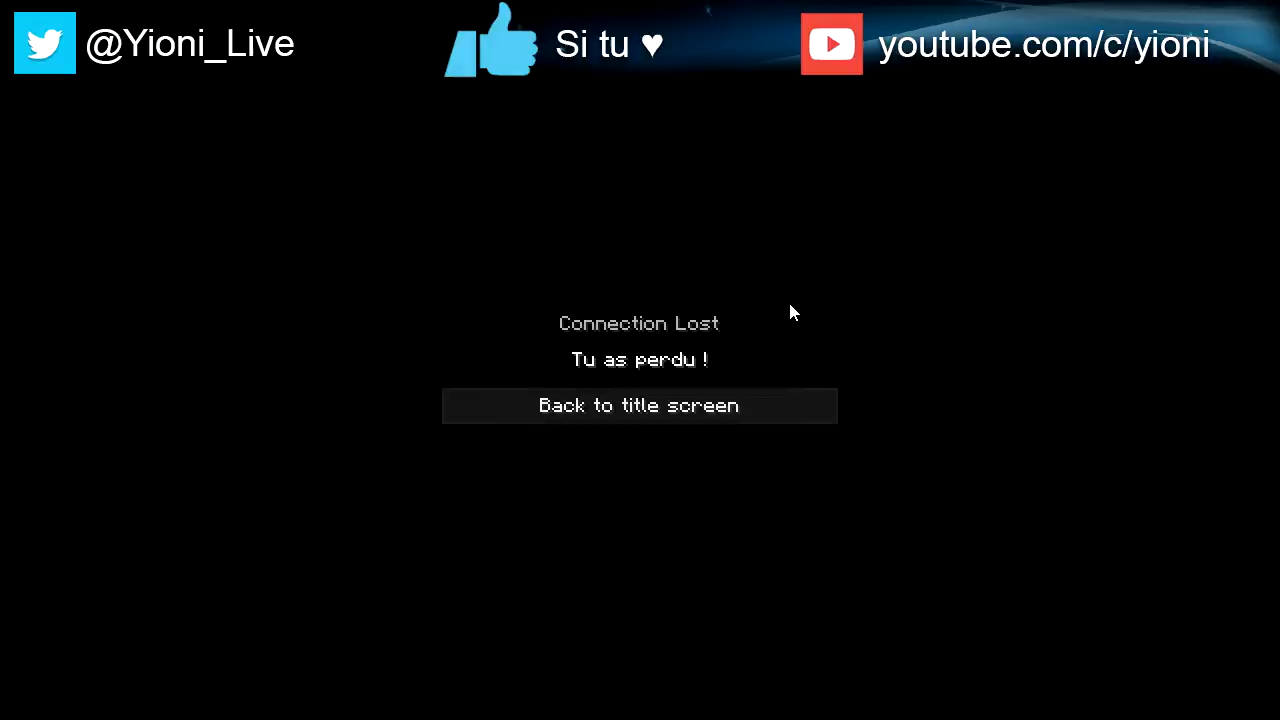 @Yioni_Live
Si tu ♥
youtube.com/c/yioni
Connection Lost
Tu as perdu !
Back to title screen